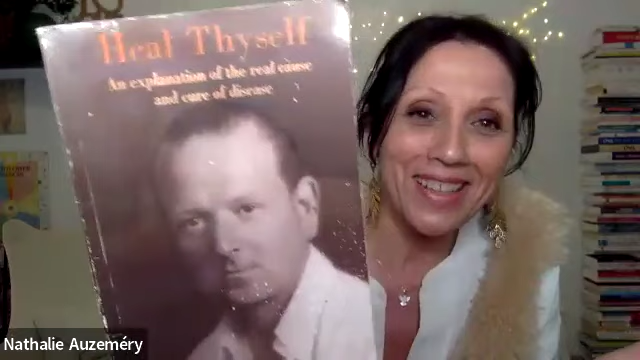 Heal Thyself
An explanation of the real cause
and cure of disease
Nathalie Auzeméry